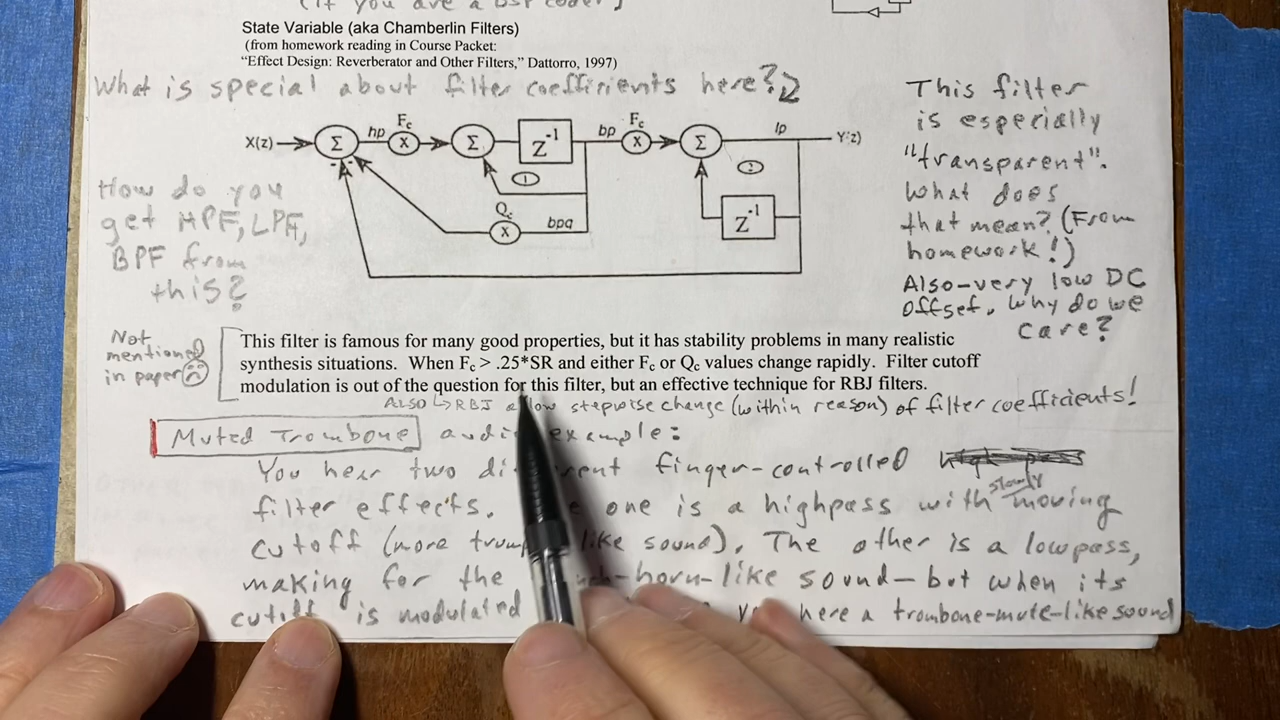 (if you are a DSP coder)
State Variable (aka Chamberlin Filters)
(from homework reading in Course Packet:
“Effect Design: Reverberator and Other Filters,” Dattorro, 1997)
What is special about filter coefficients here?
X(z)
Σ
hp
Fc
X
Σ
Z-1
bp
Fc
X
Σ
lp
Y(z)
- -
1
2
Qc
X
bpq
Z-1
How do you
get HPF, LPF,
BPF from
this?
This filter
is especially
"transparent".
What does
that mean? (From
homework!)
Also-very low DC
offset. Why do we
care?
Not
mentioned
in paper
This filter is famous for many good properties, but it has stability problems in many realistic
synthesis situations. When Fc > .25*SR and either Fc or Qc values change rapidly. Filter cutoff
modulation is out of the question for this filter, but an effective technique for RBJ filters.
ALSO ↳RBJ allow stepwise change (within reason) of filter coefficients!
Muted Trombone audio example:
You hear two different finger-controlled
slowly
filter effects. one is a highpass with moving
cutoff (more trumpet like sound). The other is a lowpass,
making for the -horn-like sound-but when its
cutoff is modulated you here a trombone-mute-like sound